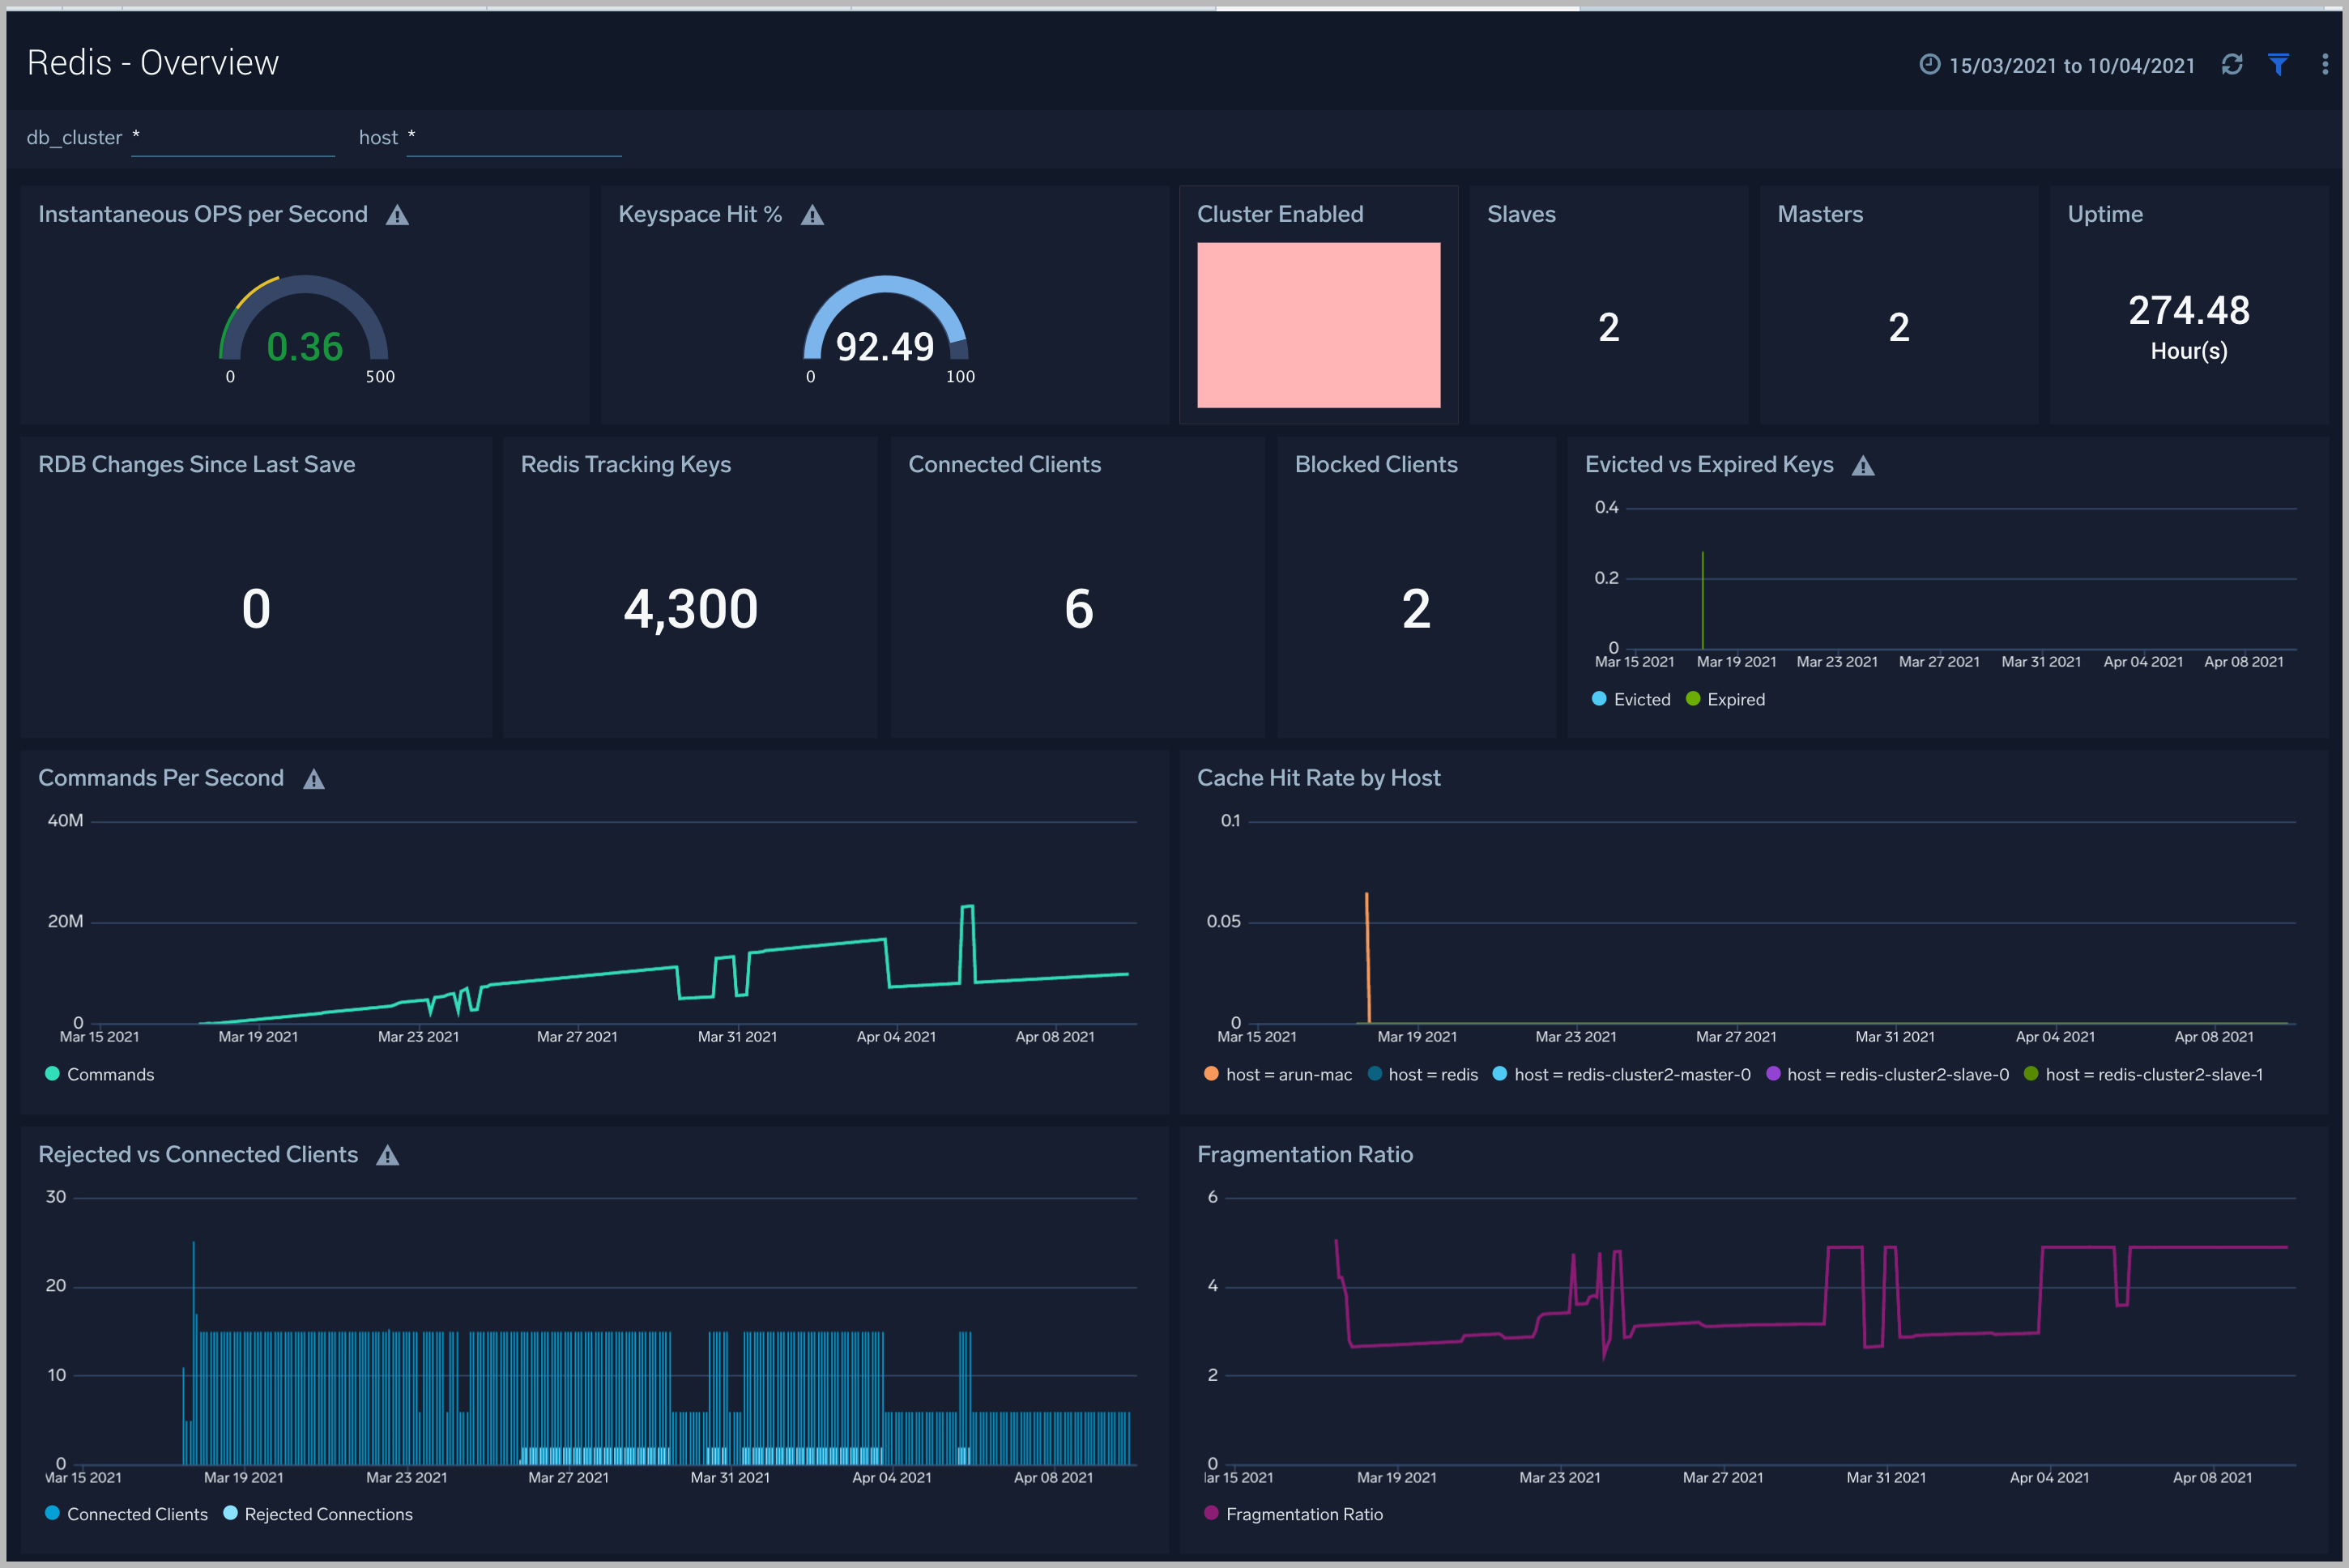 Redis - Overview
15/03/2021 to 10/04/2021
db_cluster *
host *
Instantaneous OPS per Second
0.36
0
500
Keyspace Hit %
92.49
0
100
Cluster Enabled
Slaves
2
Masters
2
Uptime
274.48
Hour(s)
RDB Changes Since Last Save
0
Redis Tracking Keys
4,300
Connected Clients
6
Blocked Clients
2
Evicted vs Expired Keys
0.4
0.2
0
Mar 15 2021 Mar 19 2021 Mar 23 2021 Mar 27 2021 Mar 31 2021 Apr 04 2021 Apr 08 2021
Evicted Expired
Commands Per Second
40M
20M
0
Mar 15 2021 Mar 19 2021 Mar 23 2021 Mar 27 2021 Mar 31 2021 Apr 04 2021 Apr 08 2021
Commands
Cache Hit Rate by Host
0.1
0.05
0
Mar 15 2021 Mar 19 2021 Mar 23 2021 Mar 27 2021 Mar 31 2021 Apr 04 2021 Apr 08 2021
host = arun-mac host = redis host = redis-cluster2-master-0 host = redis-cluster2-slave-0 host = redis-cluster2-slave-1
Rejected vs Connected Clients
30
20
10
0
Mar 15 2021 Mar 19 2021 Mar 23 2021 Mar 27 2021 Mar 31 2021 Apr 04 2021 Apr 08 2021
Connected Clients Rejected Connections
Fragmentation Ratio
6
4
2
0
ar 15 2021 Mar 19 2021 Mar 23 2021 Mar 27 2021 Mar 31 2021 Apr 04 2021 Apr 08 2021
Fragmentation Ratio